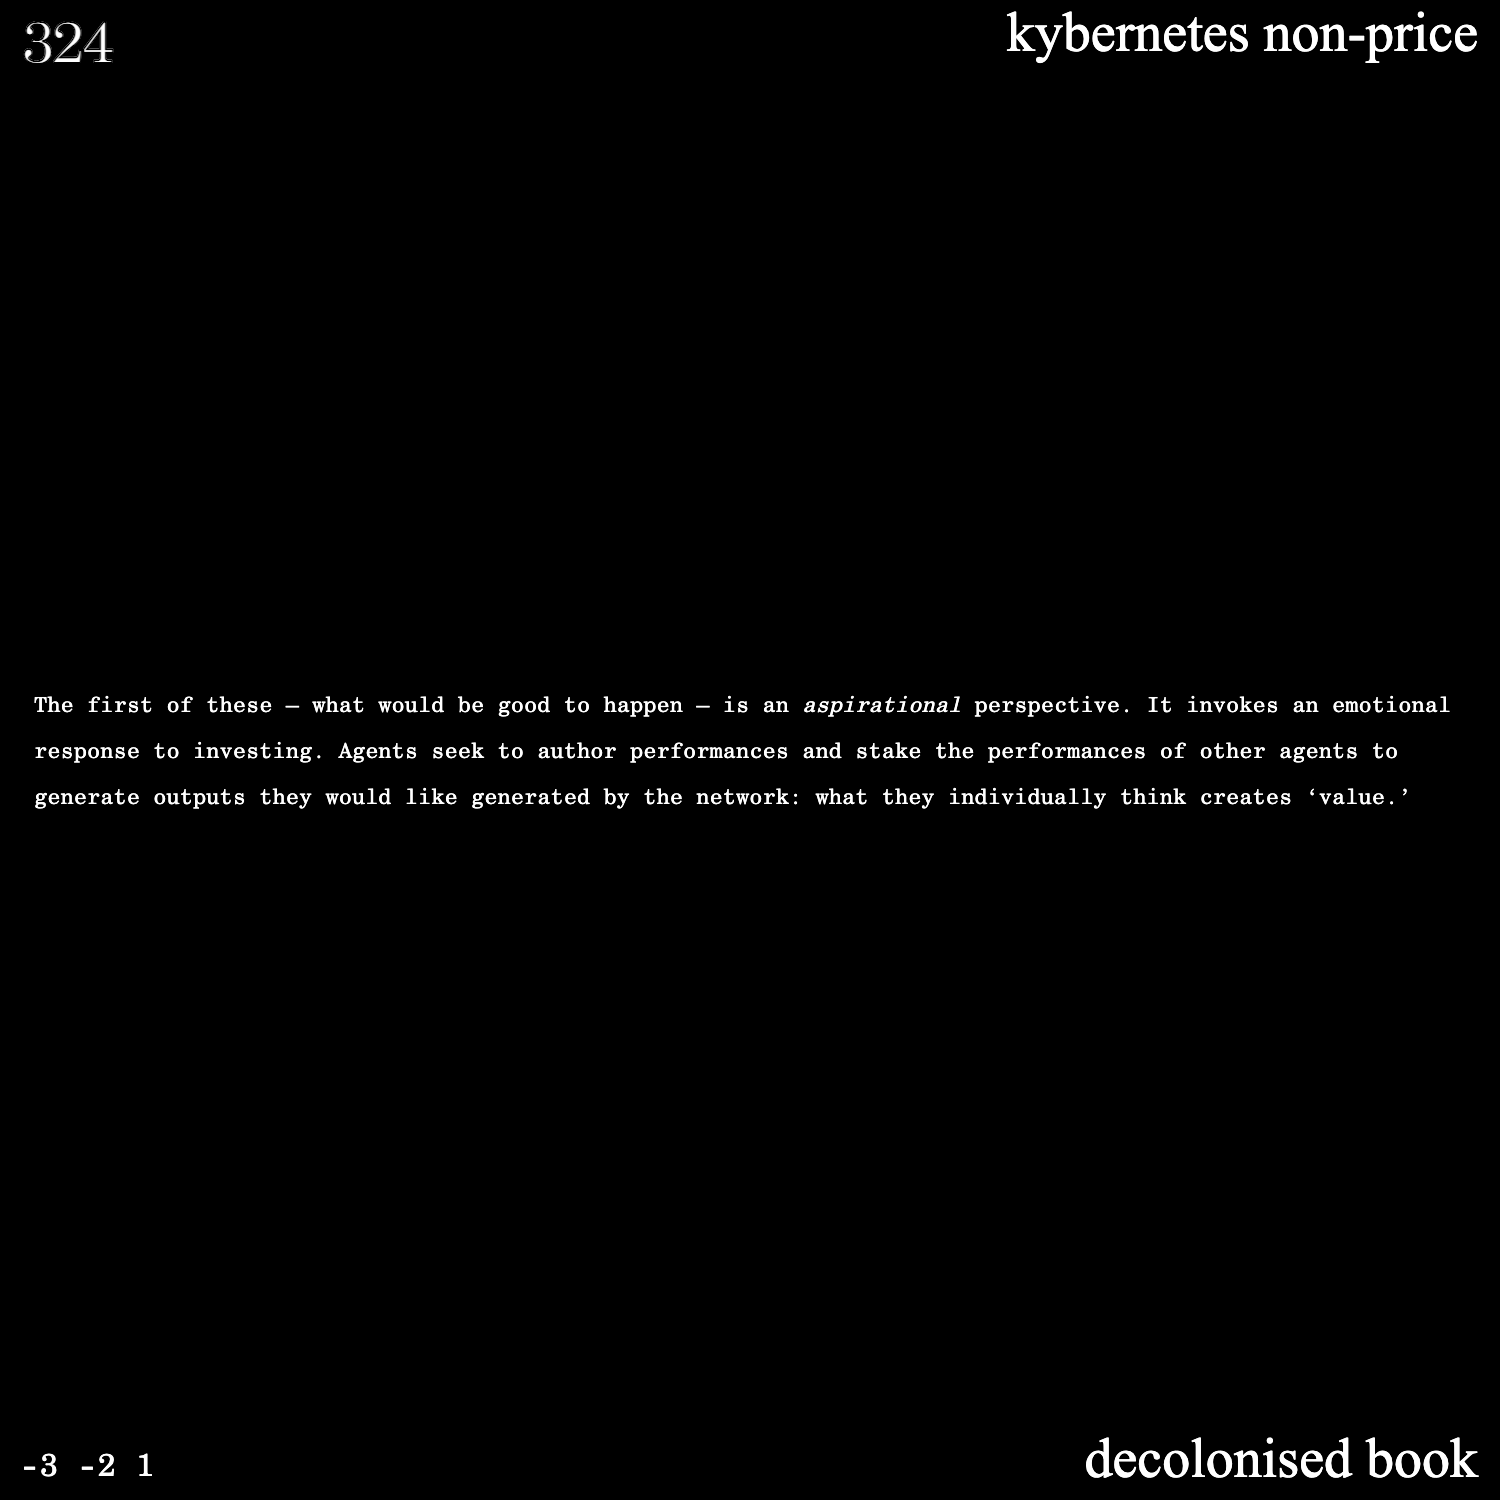 324
kybernetes non-price
The first of these – what would be good to happen – is an aspirational perspective. It invokes an emotional
response to investing. Agents seek to author performances and stake the performances of other agents to
generate outputs they would like generated by the network: what they individually think creates ‘value.’
-3 -2 1
decolonised book